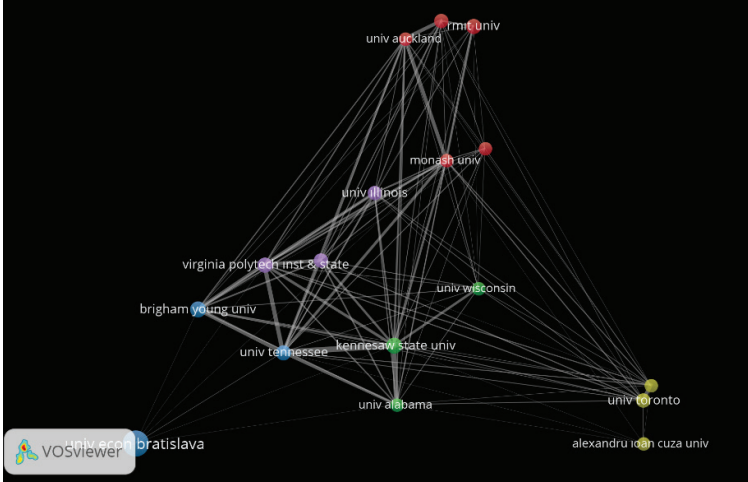 rmit univ
univ auckland
monash univ
univ illinois
virginia polytech inst & state
univ wisconsin
brigham young univ
kennesaw state univ
univ tennessee
univ toronto
univ alabama
univ econ bratislava
alexandru ioan cuza univ
VOSviewer